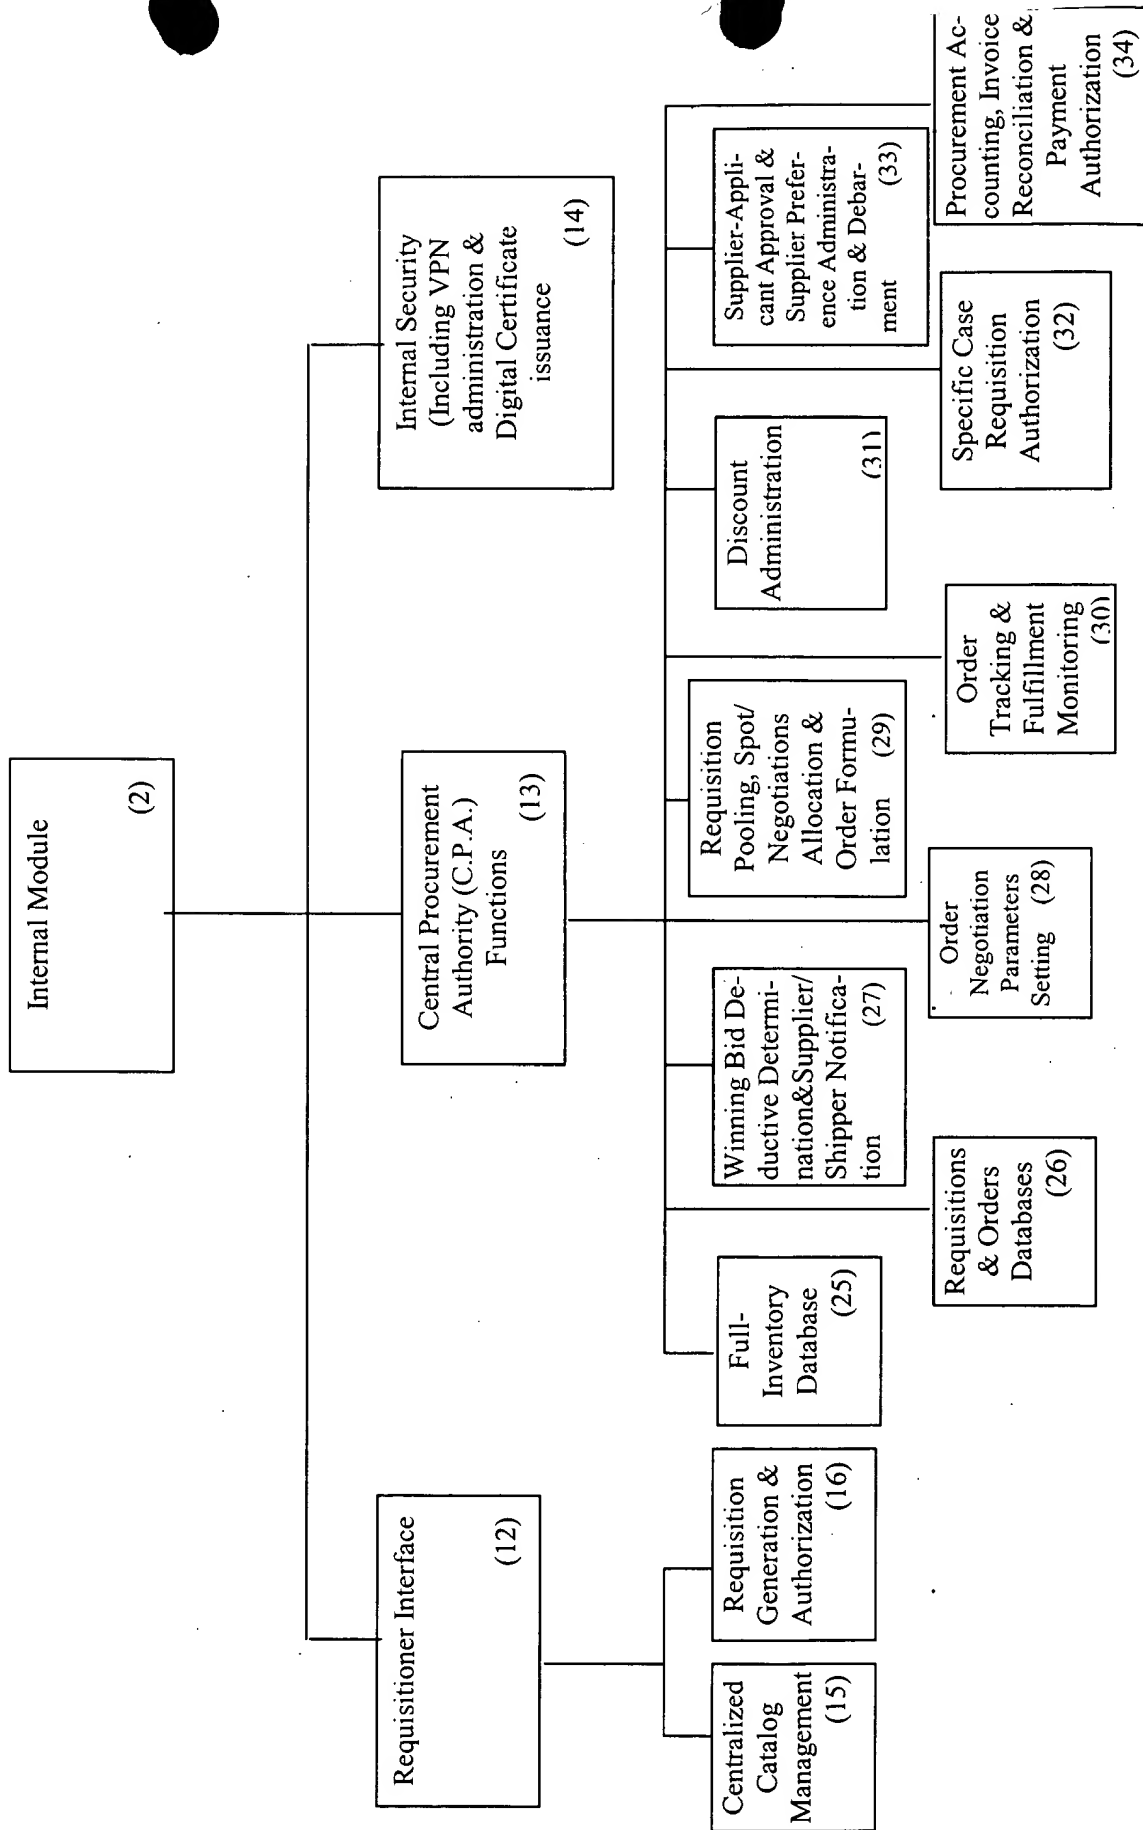 Internal Module
(2)
Requisitioner Interface
(12)
Central Procurement
Authority (C.P.A.)
Functions
(13)
Internal Security
(Including VPN
administration &
Digital Certificate
issuance
(14)
Centralized
Catalog
Management
(15)
Requisition
Generation &
Authorization
(16)
Full-
Inventory
Database
(25)
Requisitions
& Orders
Databases
(26)
Winning Bid De-
ductive Determi-
nation&Supplier/
Shipper Notifica-
tion (27)
Order
Negotiation
Parameters
Setting (28)
Requisition
Pooling, Spot/
Negotiations
Allocation &
Order Formu-
lation (29)
Order
Tracking &
Fulfillment
Monitoring
(30)
Discount
Administration
(31)
Specific Case
Requisition
Authorization
(32)
Supplier-Appli-
cant Approval &
Supplier Prefer-
ence Administra-
tion & Debar-
ment (33)
Procurement Ac-
counting, Invoice
Reconciliation &
Payment
Authorization
(34)